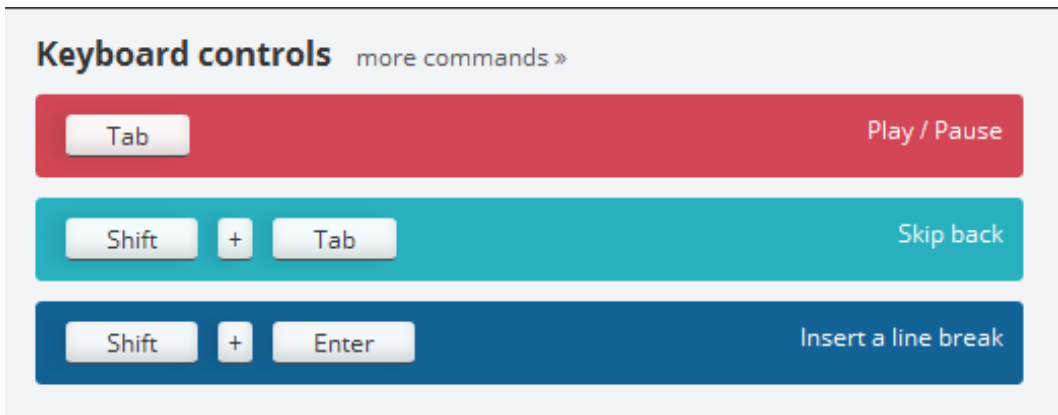 Keyboard controls more commands »
Tab Play / Pause
Shift + Tab Skip back
Shift + Enter Insert a line break